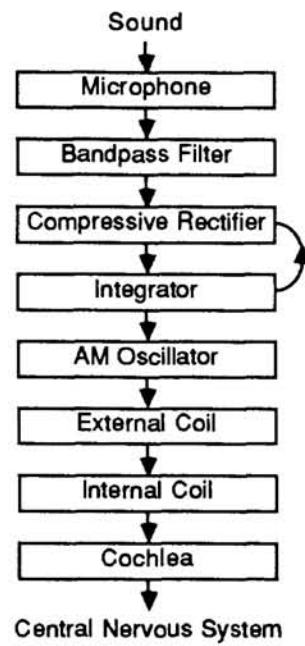 Sound
Microphone
Bandpass Filter
Compressive Rectifier
Integrator
AM Oscillator
External Coil
Internal Coil
Cochlea
Central Nervous System